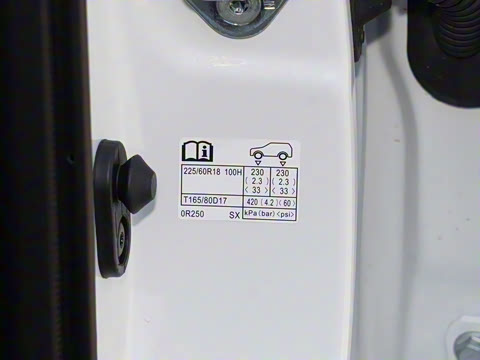 225/60R18 100H 230 230
(2.3) (2.3)
〈33〉 〈33〉
T165/80D17 420 (4.2) 〈60〉
0R250 SX kPa (bar) <psi>